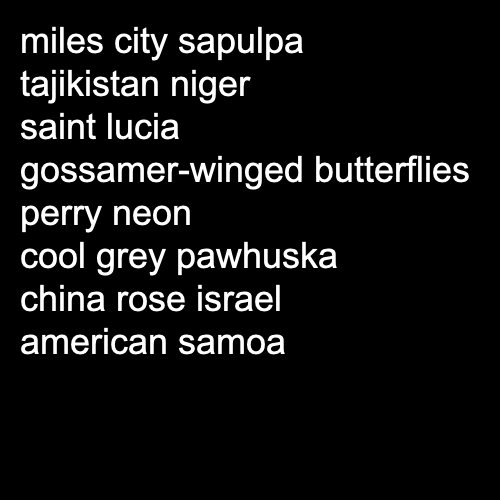 miles city sapulpa
tajikistan niger
saint lucia
gossamer-winged butterflies
perry neon
cool grey pawhuska
china rose israel
american samoa